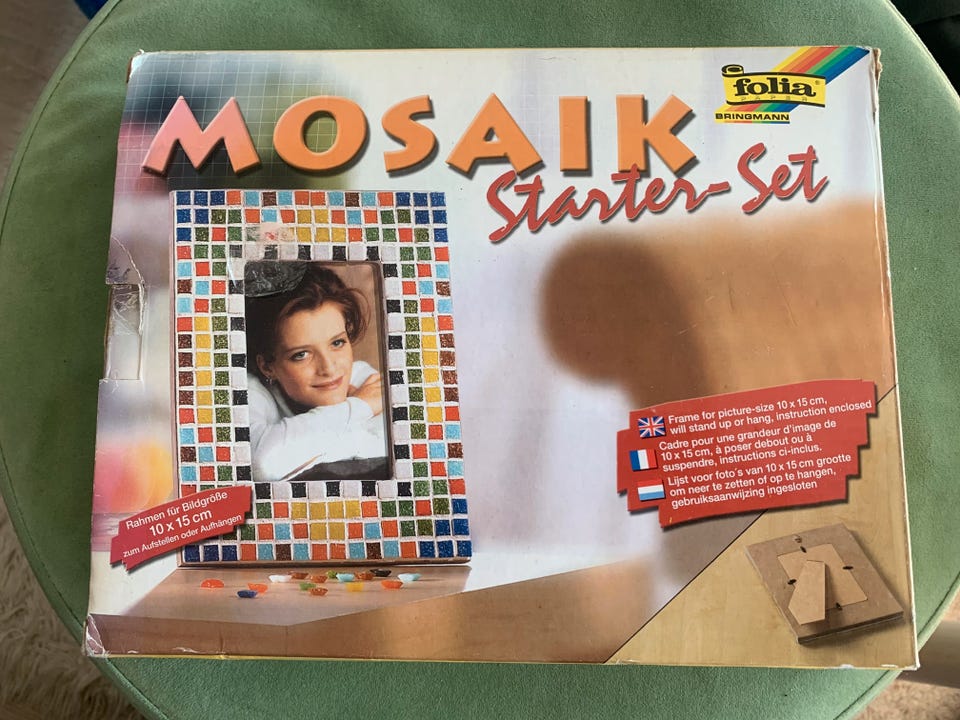 MOSAIK
Starter-Set
folia®
PAPER
BRINGMANN
Frame for picture-size 10 x 15 cm,
will stand up or hang, instruction enclosed
Cadre pour une grandeur d'image de
10 x 15 cm, à poser debout ou à
suspendre, instructions ci-inclus.
Lijst voor foto´s van 10 x 15 cm grootte
om neer te zetten of op te hangen,
gebruiksaanwijzing ingesloten
Rahmen für Bildgröße
10 x 15 cm
zum Aufstellen oder Aufhängen